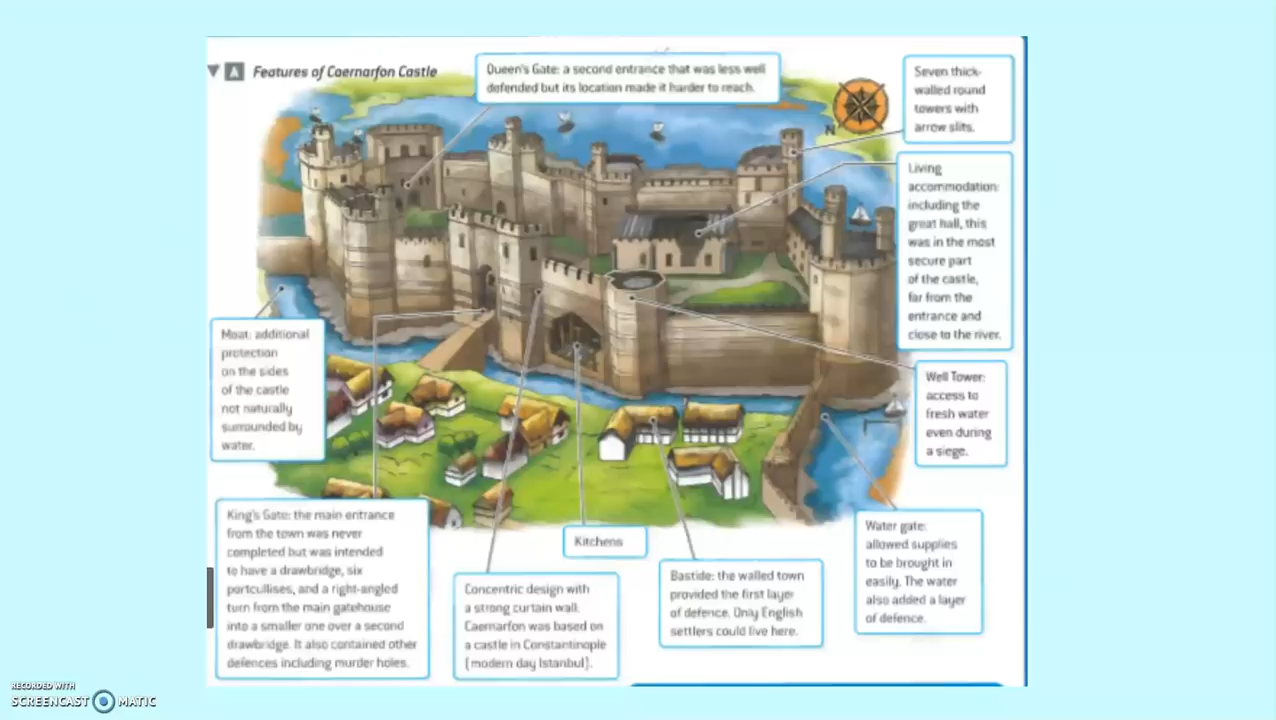 A Features of Caernarfon Castle
Queen's Gate: a second entrance that was less well
defended but its location made it harder to reach.
Seven thick-
walled round
towers with
arrow slits.
N
Living
accommodation:
including the
great hall, this
was in the most
secure part
of the castle,
far from the
entrance and
close to the river.
Moat: additional
protection
on the sides
of the castle
not naturally
surrounded by
water.
Well Tower:
access to
fresh water
even during
a siege.
King's Gate: the main entrance
from the town was never
completed but was intended
to have a drawbridge, six
portcullises, and a right-angled
turn from the main gatehouse
into a smaller one over a second
drawbridge. It also contained other
defences including murder holes.
Concentric design with
a strong curtain wall.
Caernarfon was based on
a castle in Constantinople
(modern day Istanbul).
Kitchens
Bastide: the walled town
provided the first layer
of defence. Only English
settlers could live here.
Water gate:
allowed supplies
to be brought in
easily. The water
also added a layer
of defence.
RECORDED WITH
SCREENCAST MATIC